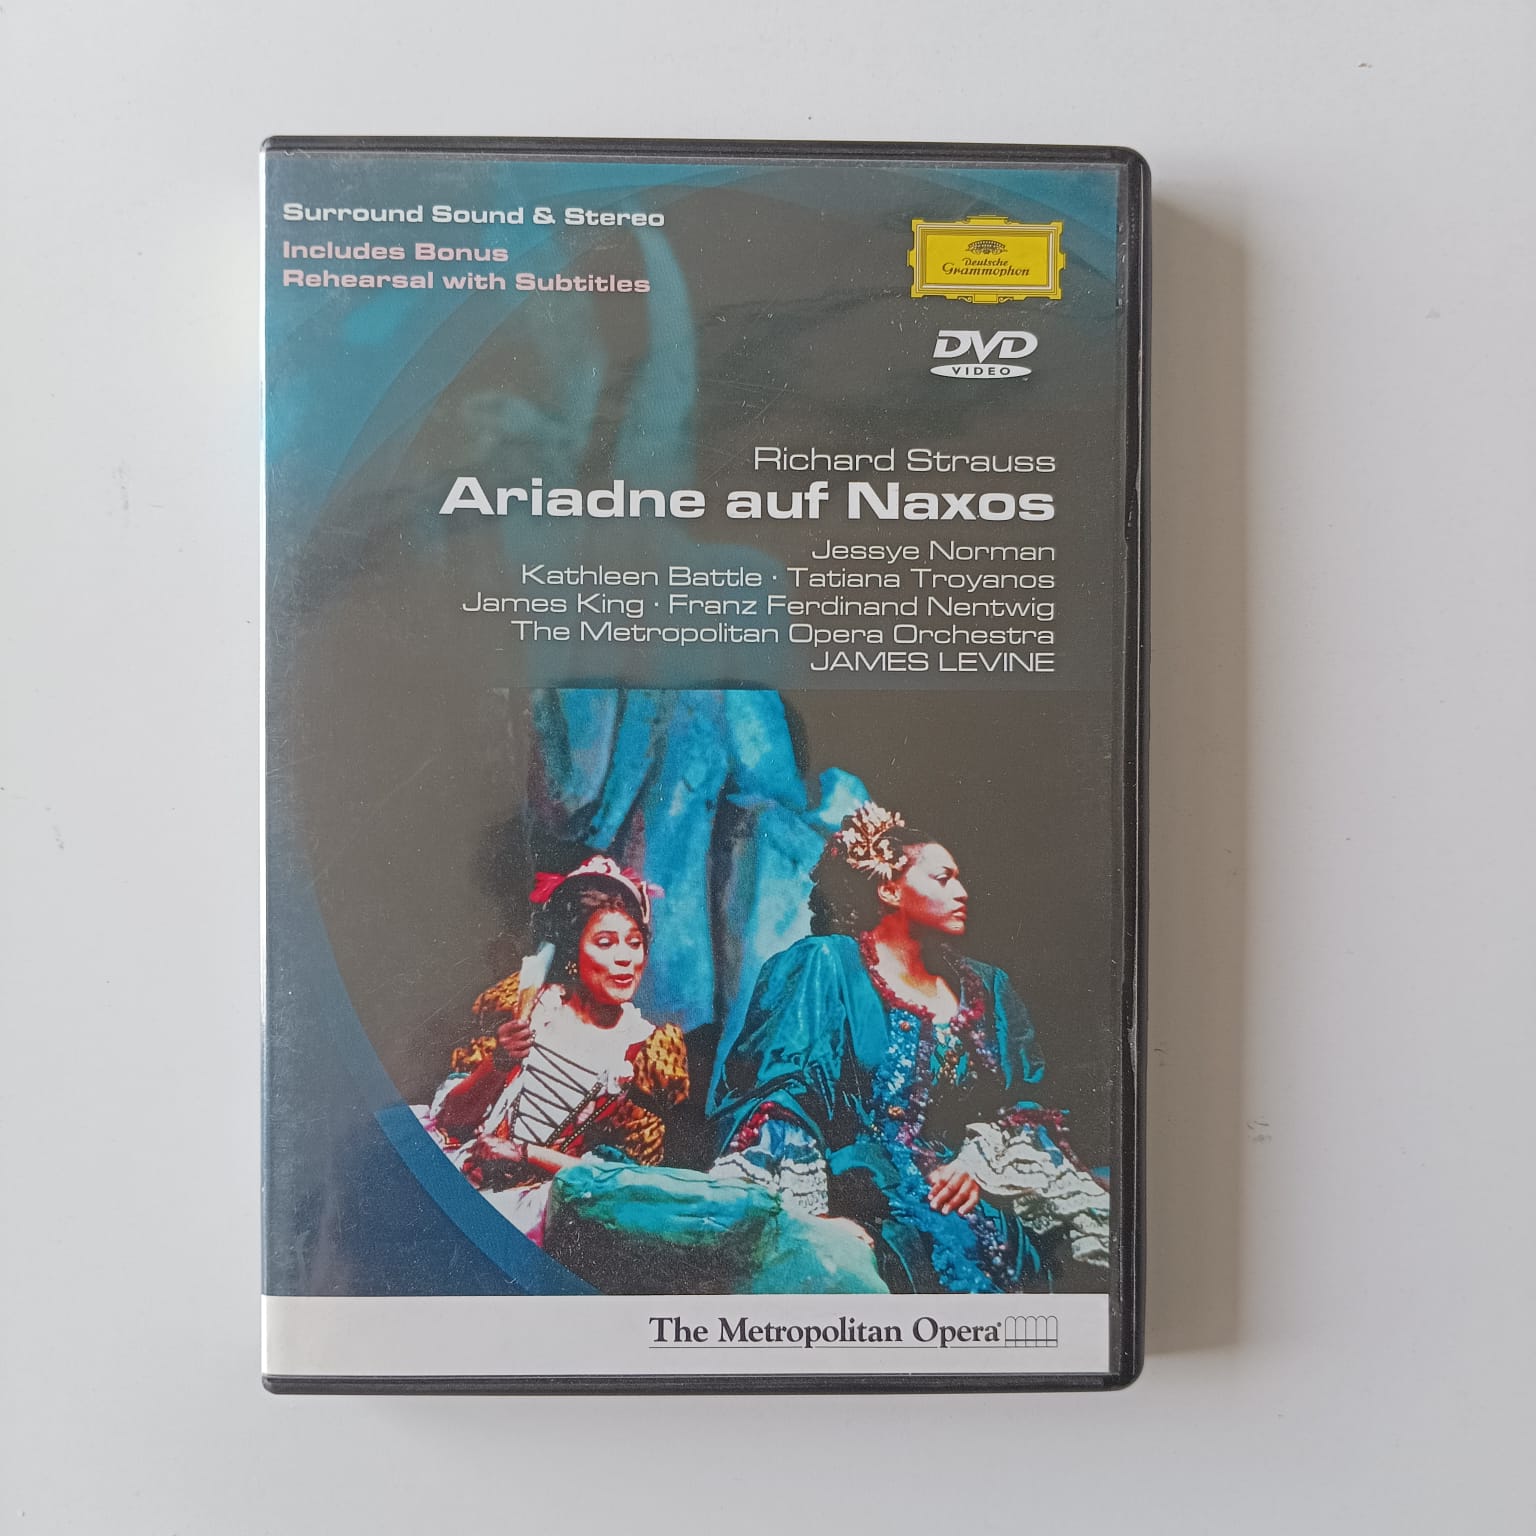 Surround Sound & Stereo
Includes Bonus
Rehearsal with Subtitles
Deutsche
Grammophon
DVD
VIDEO
Richard Strauss
Ariadne auf Naxos
Jessye Norman
Kathleen Battle · Tatiana Troyanos
James King · Franz Ferdinand Nentwig
The Metropolitan Opera Orchestra
JAMES LEVINE
The Metropolitan Opera